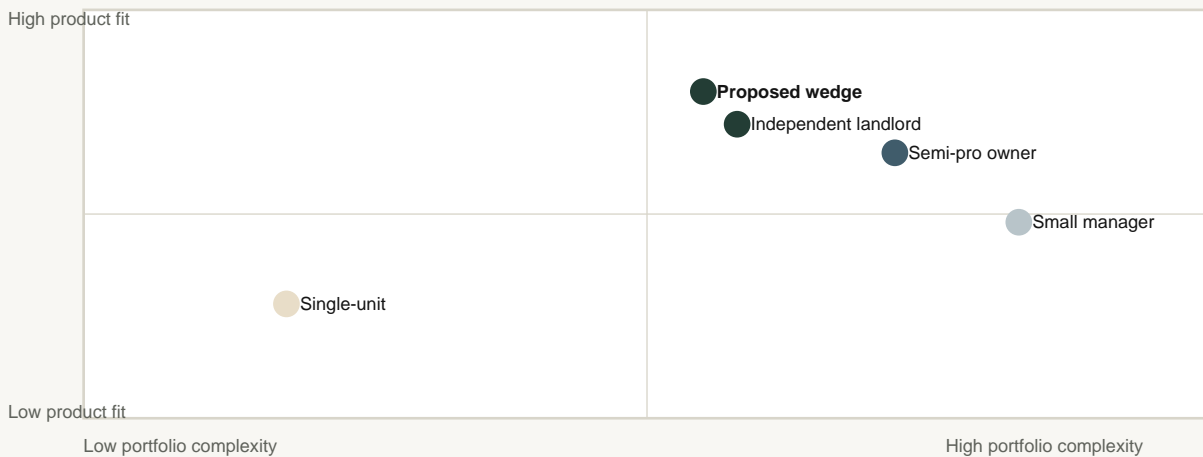 High product fit
Proposed wedge
Independent landlord
Semi-pro owner
Small manager
Single-unit
Low product fit
Low portfolio complexity
High portfolio complexity